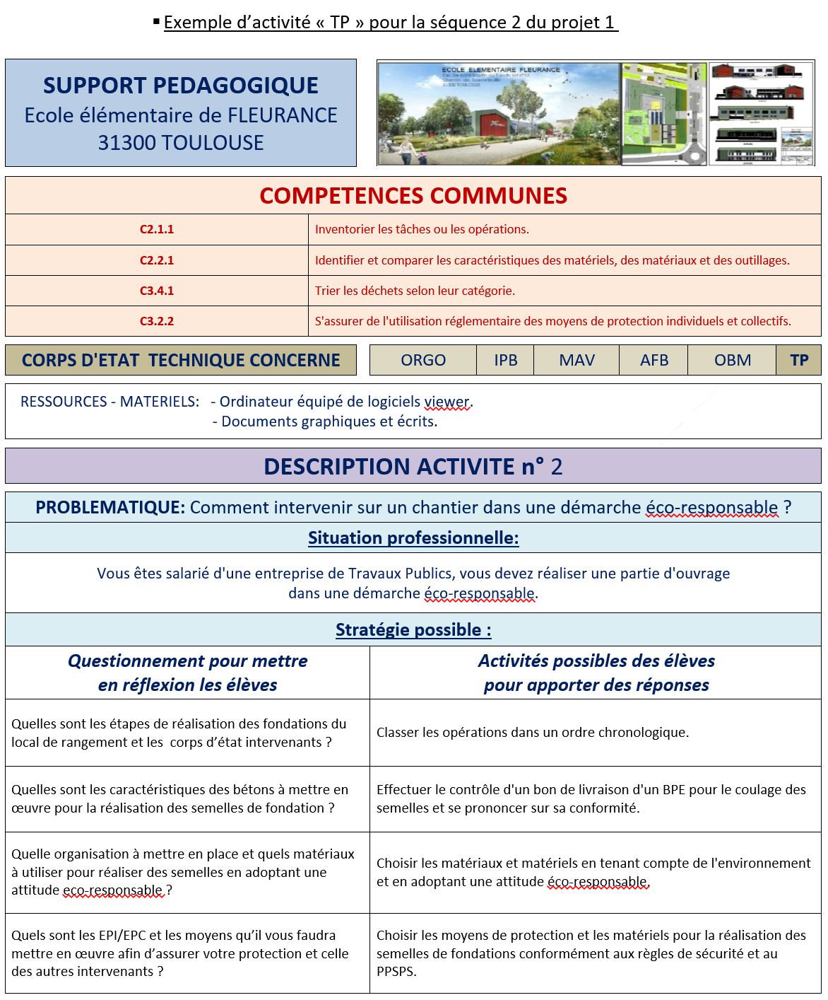 ▪ Exemple d’activité « TP » pour la séquence 2 du projet 1
SUPPORT PEDAGOGIQUE
Ecole élémentaire de FLEURANCE
31300 TOULOUSE
ECOLE ELEMENTAIRE FLEURANCE
31300 TOULOUSE
COMPETENCES COMMUNES
C2.1.1 Inventorier les tâches ou les opérations.
C2.2.1 Identifier et comparer les caractéristiques des matériels, des matériaux et des outillages.
C3.4.1 Trier les déchets selon leur catégorie.
C3.2.2 S'assurer de l'utilisation réglementaire des moyens de protection individuels et collectifs.
CORPS D'ETAT TECHNIQUE CONCERNE ORGO IPB MAV AFB OBM TP
RESSOURCES - MATERIELS: - Ordinateur équipé de logiciels viewer.
- Documents graphiques et écrits.
DESCRIPTION ACTIVITE n° 2
PROBLEMATIQUE: Comment intervenir sur un chantier dans une démarche éco-responsable ?
Situation professionnelle:
Vous êtes salarié d'une entreprise de Travaux Publics, vous devez réaliser une partie d'ouvrage
dans une démarche éco-responsable.
Stratégie possible :
Questionnement pour mettre
en réflexion les élèves
Activités possibles des élèves
pour apporter des réponses
Quelles sont les étapes de réalisation des fondations du
local de rangement et les corps d’état intervenants ?
Classer les opérations dans un ordre chronologique.
Quelles sont les caractéristiques des bétons à mettre en
œuvre pour la réalisation des semelles de fondation ?
Effectuer le contrôle d'un bon de livraison d'un BPE pour le coulage des
semelles et se prononcer sur sa conformité.
Quelle organisation à mettre en place et quels matériaux
à utiliser pour réaliser des semelles en adoptant une
attitude eco-responsable ?
Choisir les matériaux et matériels en tenant compte de l'environnement
et en adoptant une attitude éco-responsable.
Quels sont les EPI/EPC et les moyens qu’il vous faudra
mettre en œuvre afin d’assurer votre protection et celle
des autres intervenants ?
Choisir les moyens de protection et les matériels pour la réalisation des
semelles de fondations conformément aux règles de sécurité et au
PPSPS.